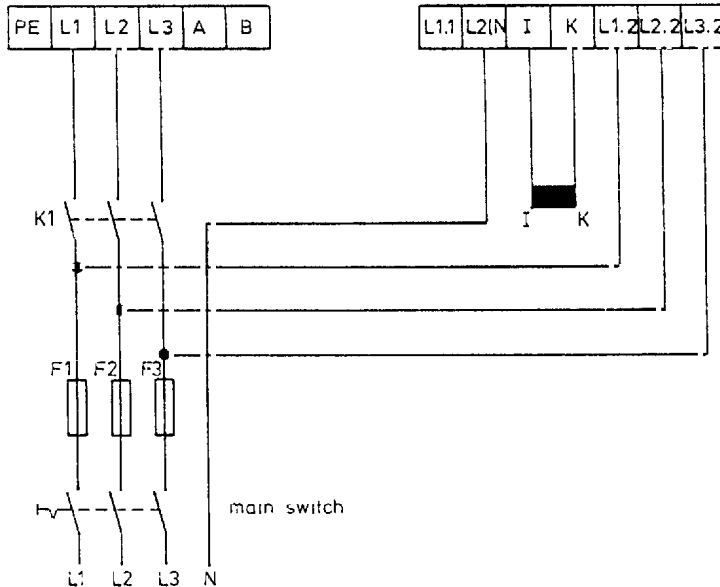 PE L1 L2 L3 A B
L1.1 L2(N I K L1.2 L2.2 L3.2
K1
I K
F1 F2 F3
main switch
L1 L2 L3 N